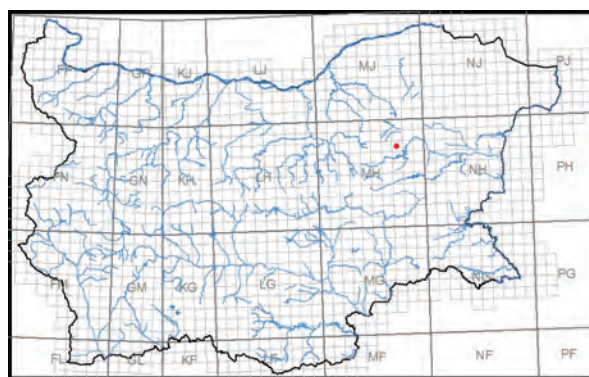 FP GP KJ LJ MJ NJ PJ
FN GN KH LH MH NH PH
FM GM KG LG MG NG PG
FL GL KF LF MF NF PF